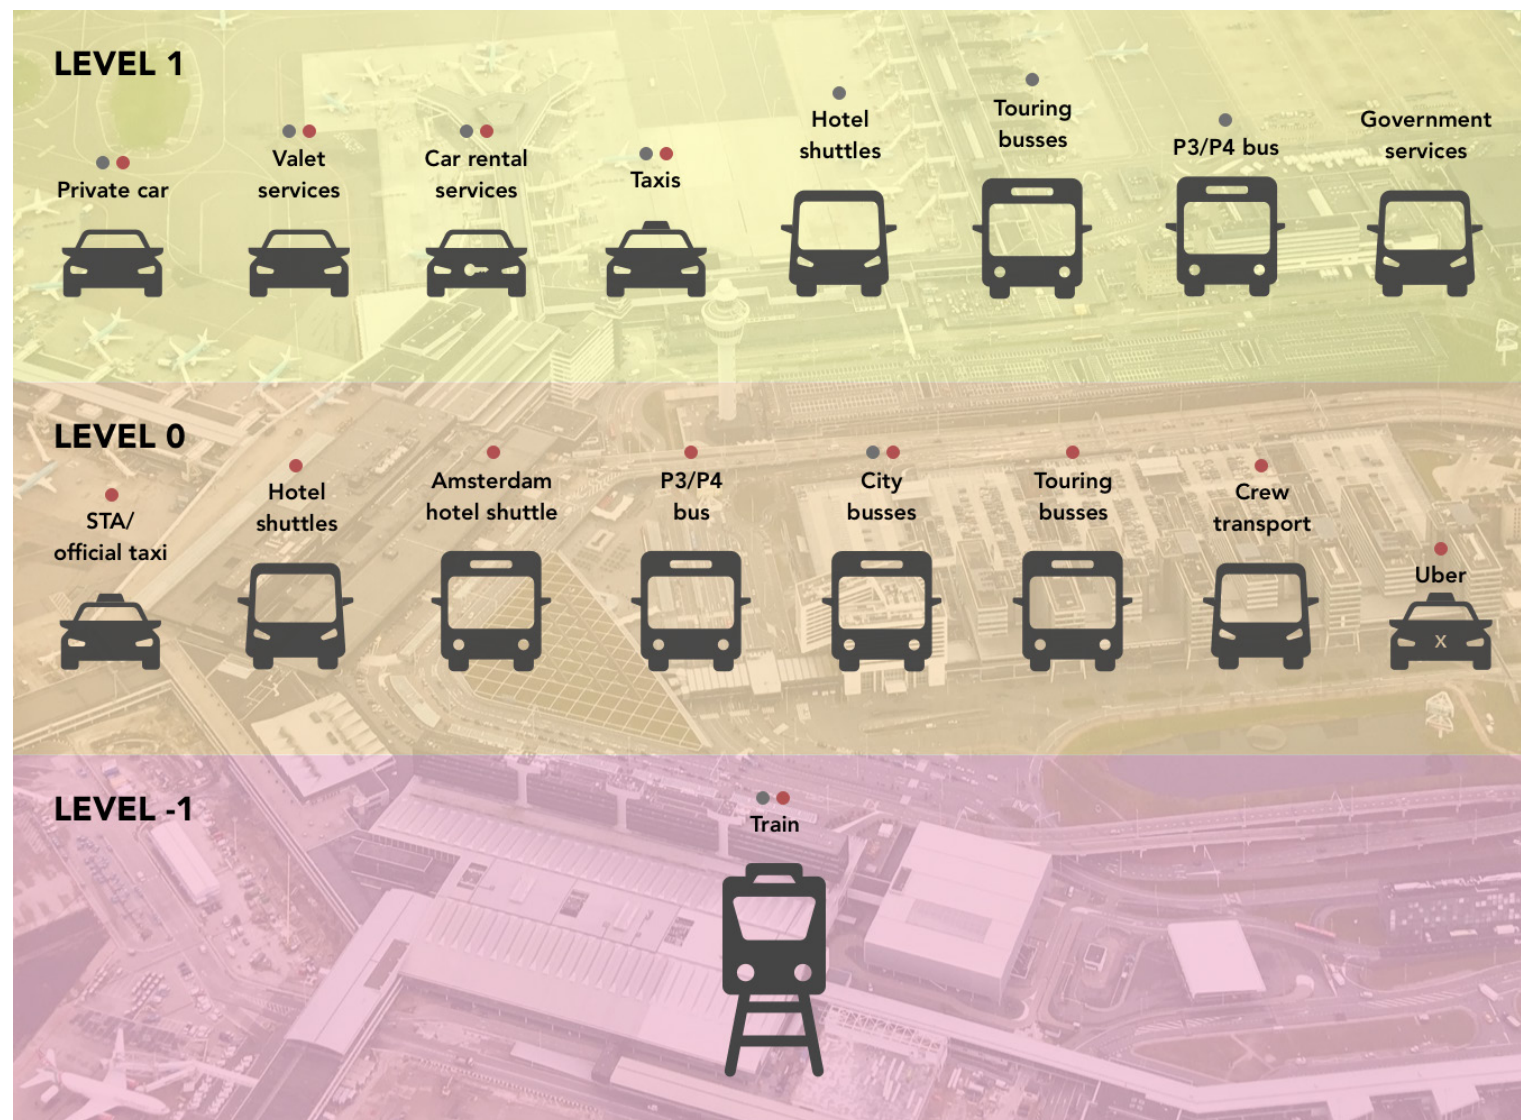 LEVEL 1
Private car
Valet
services
Car rental
services
Taxis
Hotel
shuttles
Touring
busses
P3/P4 bus
Government
services
LEVEL 0
STA/
official taxi
Hotel
shuttles
Amsterdam
hotel shuttle
P3/P4
bus
City
busses
Touring
busses
Crew
transport
Uber
X
LEVEL -1
Train